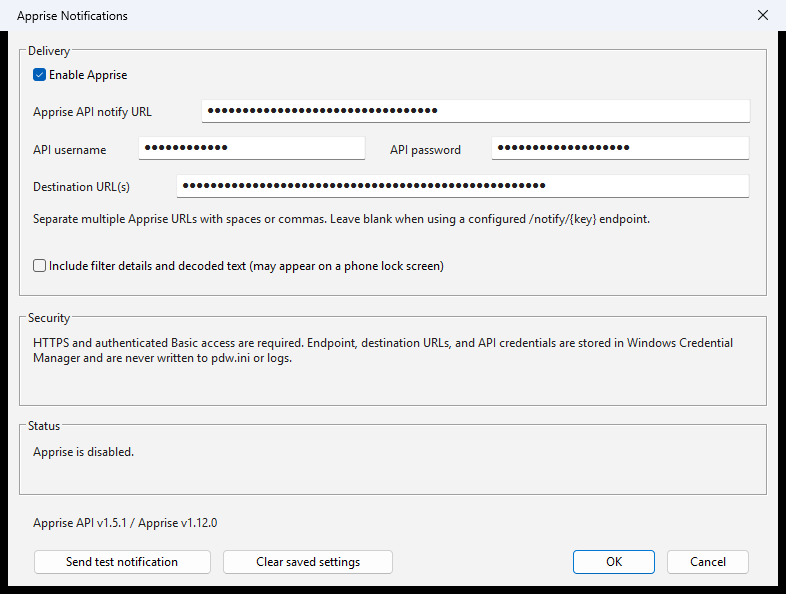 Apprise Notifications
Delivery
Enable Apprise
Apprise API notify URL ●●●●●●●●●●●●●●●●●●●●●●●●●●●●●●●●●
API username ●●●●●●●●●●●● API password ●●●●●●●●●●●●●●●●●●●
Destination URL(s) ●●●●●●●●●●●●●●●●●●●●●●●●●●●●●●●●●●●●●●●●●●●●●●●●●●●●
Separate multiple Apprise URLs with spaces or commas. Leave blank when using a configured /notify/{key} endpoint.
Include filter details and decoded text (may appear on a phone lock screen)
Security
HTTPS and authenticated Basic access are required. Endpoint, destination URLs, and API credentials are stored in Windows Credential
Manager and are never written to pdw.ini or logs.
Status
Apprise is disabled.
Apprise API v1.5.1 / Apprise v1.12.0
Send test notification Clear saved settings OK Cancel